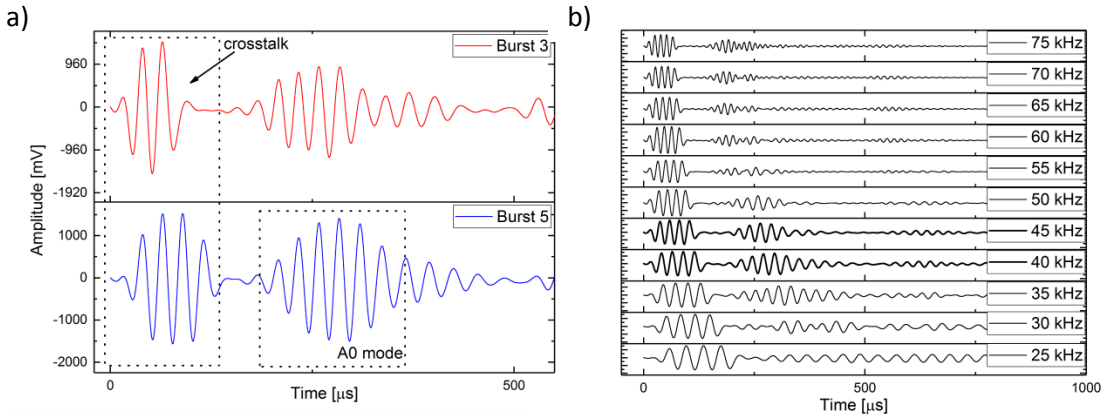 a)
crosstalk
Burst 3
960
0
-960
-1920
Amplitude [mV]
Burst 5
1000
0
-1000
-2000
A0 mode
0
500
Time [µs]
b)
75 kHz
70 kHz
65 kHz
60 kHz
55 kHz
50 kHz
45 kHz
40 kHz
35 kHz
30 kHz
25 kHz
0
500
1000
Time [µs]